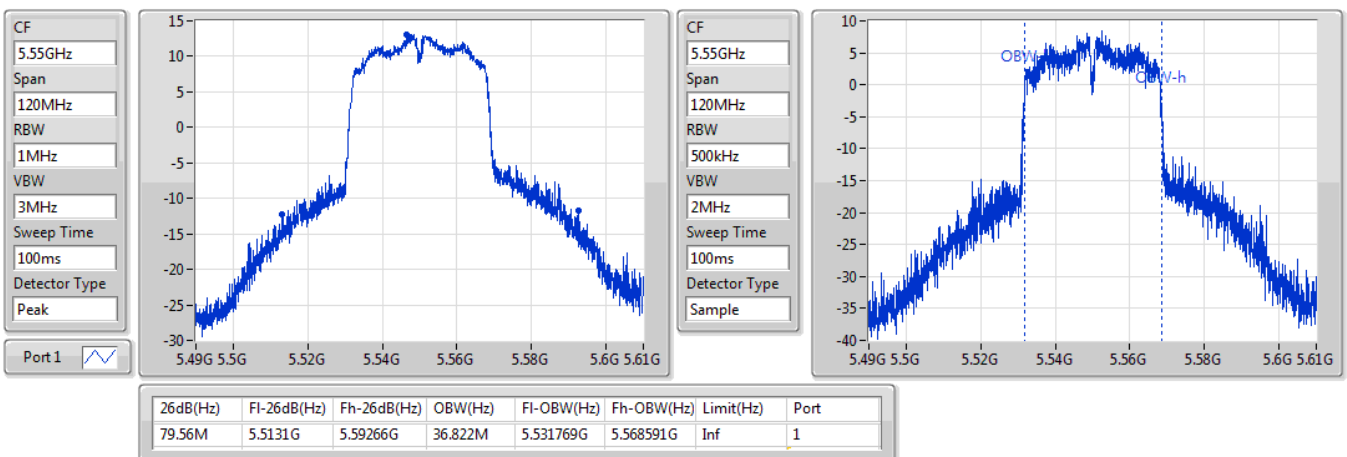 CF
5.55GHz
Span
120MHz
RBW
1MHz
VBW
3MHz
Sweep Time
100ms
Detector Type
Peak
Port 1
15
10
5
0
-5
-10
-15
-20
-25
-30
5.49G 5.5G 5.52G 5.54G 5.56G 5.58G 5.6G 5.61G
CF
5.55GHz
Span
120MHz
RBW
500kHz
VBW
2MHz
Sweep Time
100ms
Detector Type
Sample
10
5
0
-5
-10
-15
-20
-25
-30
-35
-40
OBW
OBW-h
5.49G 5.5G 5.52G 5.54G 5.56G 5.58G 5.6G 5.61G
26dB(Hz) Fl-26dB(Hz) Fh-26dB(Hz) OBW(Hz) Fl-OBW(Hz) Fh-OBW(Hz) Limit(Hz) Port
79.56M 5.5131G 5.59266G 36.822M 5.531769G 5.568591G Inf 1